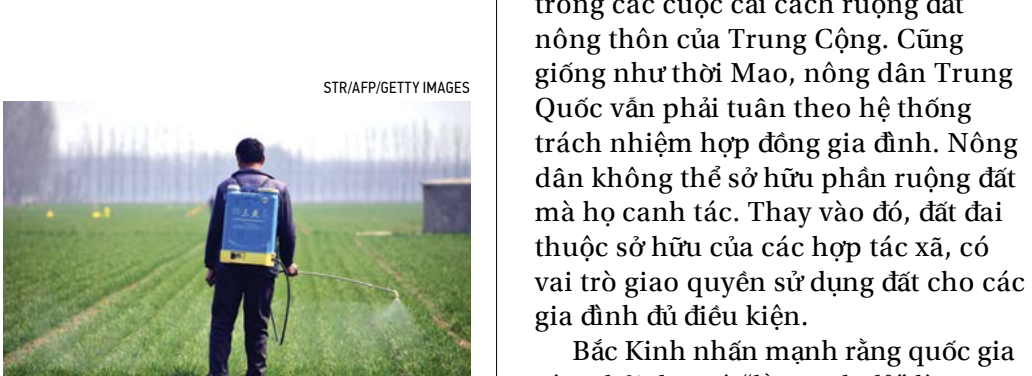 STR/AFP/GETTY IMAGES
trong các cuộc cải cách ruộng đất
nông thôn của Trung Cộng. Cũng
giống như thời Mao, nông dân Trung
Quốc vẫn phải tuân theo hệ thống
trách nhiệm hợp đồng gia đình. Nông
dân không thể sở hữu phần ruộng đất
mà họ canh tác. Thay vào đó, đất đai
thuộc sở hữu của các hợp tác xã, có
vai trò giao quyền sử dụng đất cho các
gia đình đủ điều kiện.
Bắc Kinh nhấn mạnh rằng quốc gia